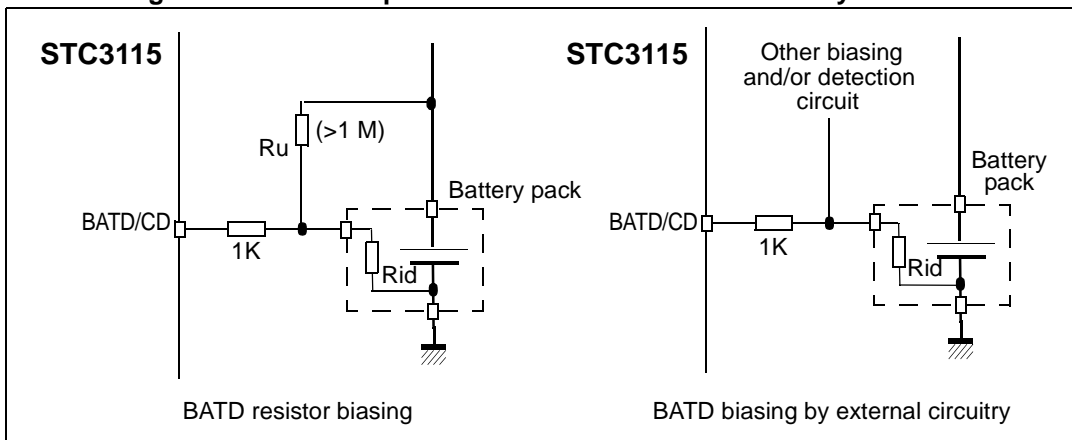 STC3115
Ru
(>1 M)
Battery pack
BATD/CD
1K
Rid
BATD resistor biasing
STC3115
Other biasing
and/or detection
circuit
Battery
pack
BATD/CD
1K
Rid
BATD biasing by external circuitry